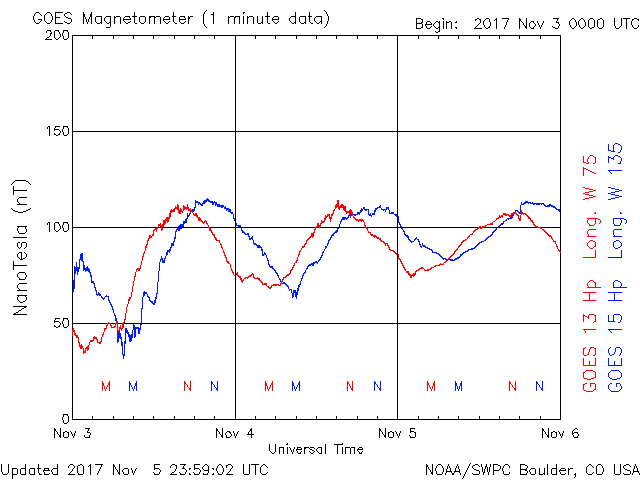 GOES Magnetometer (1 minute data)
Begin: 2017 Nov 3 0000 UTC
200
150
100
50
0
NanoTesla (nT)
M M N N M M N N M M N N
Nov 3 Nov 4 Nov 5 Nov 6
Universal Time
GOES 13 Hp Long. W 75
GOES 15 Hp Long. W 135
Updated 2017 Nov 5 23:59:02 UTC
NOAA/SWPC Boulder, CO USA